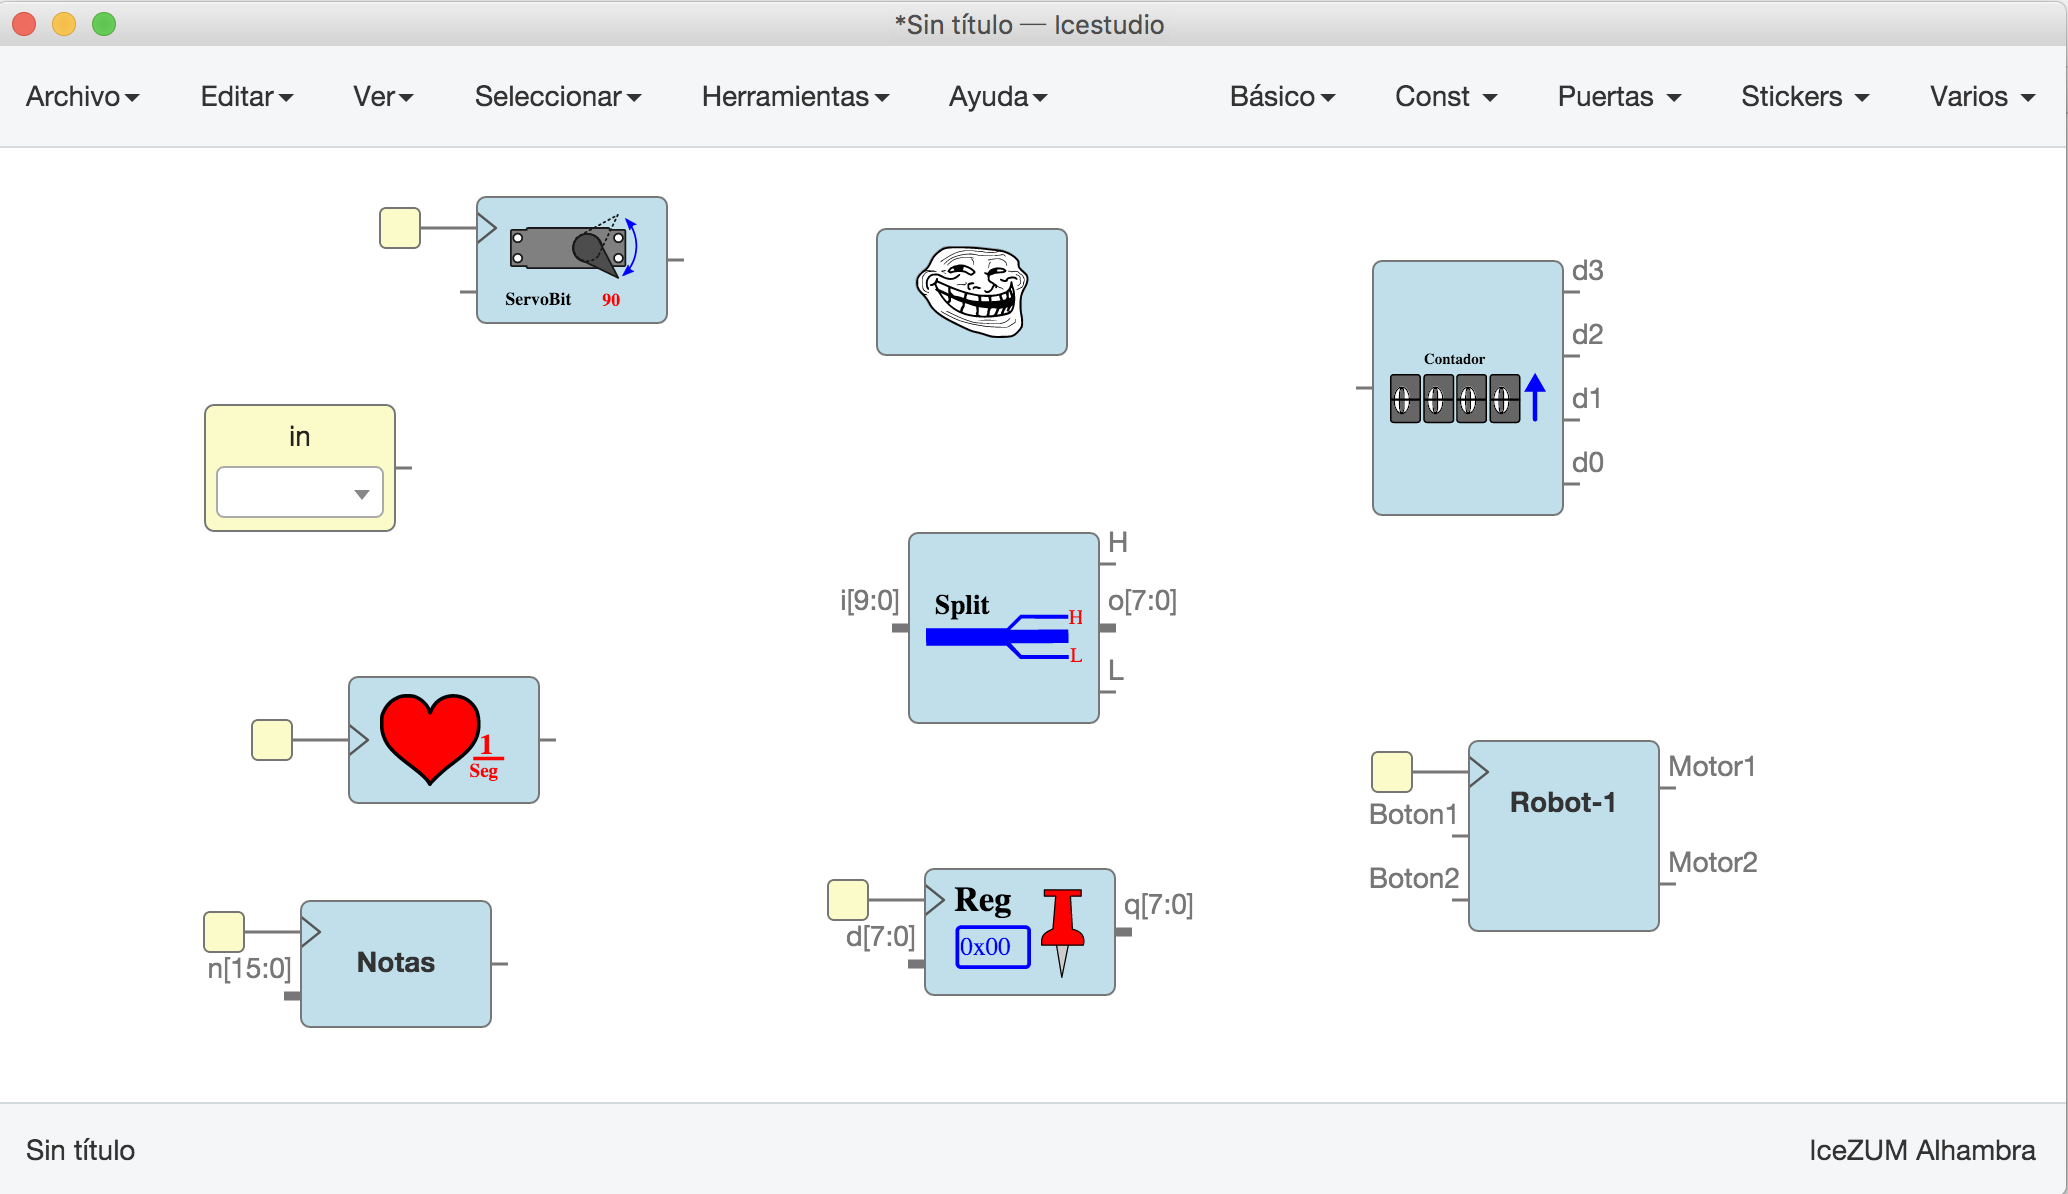 *Sin título — Icestudio
Archivo Editar Ver Seleccionar Herramientas Ayuda Básico Const Puertas Stickers Varios
ServoBit 90
d3
d2
Contador
0 0 0 0
d1
d0
in
H
i[9:0]
Split
o[7:0]
H
L
L
1
Seg
Robot-1
Motor1
Boton1
Motor2
Boton2
Reg
q[7:0]
d[7:0]
0x00
n[15:0]
Notas
Sin título
IceZUM Alhambra